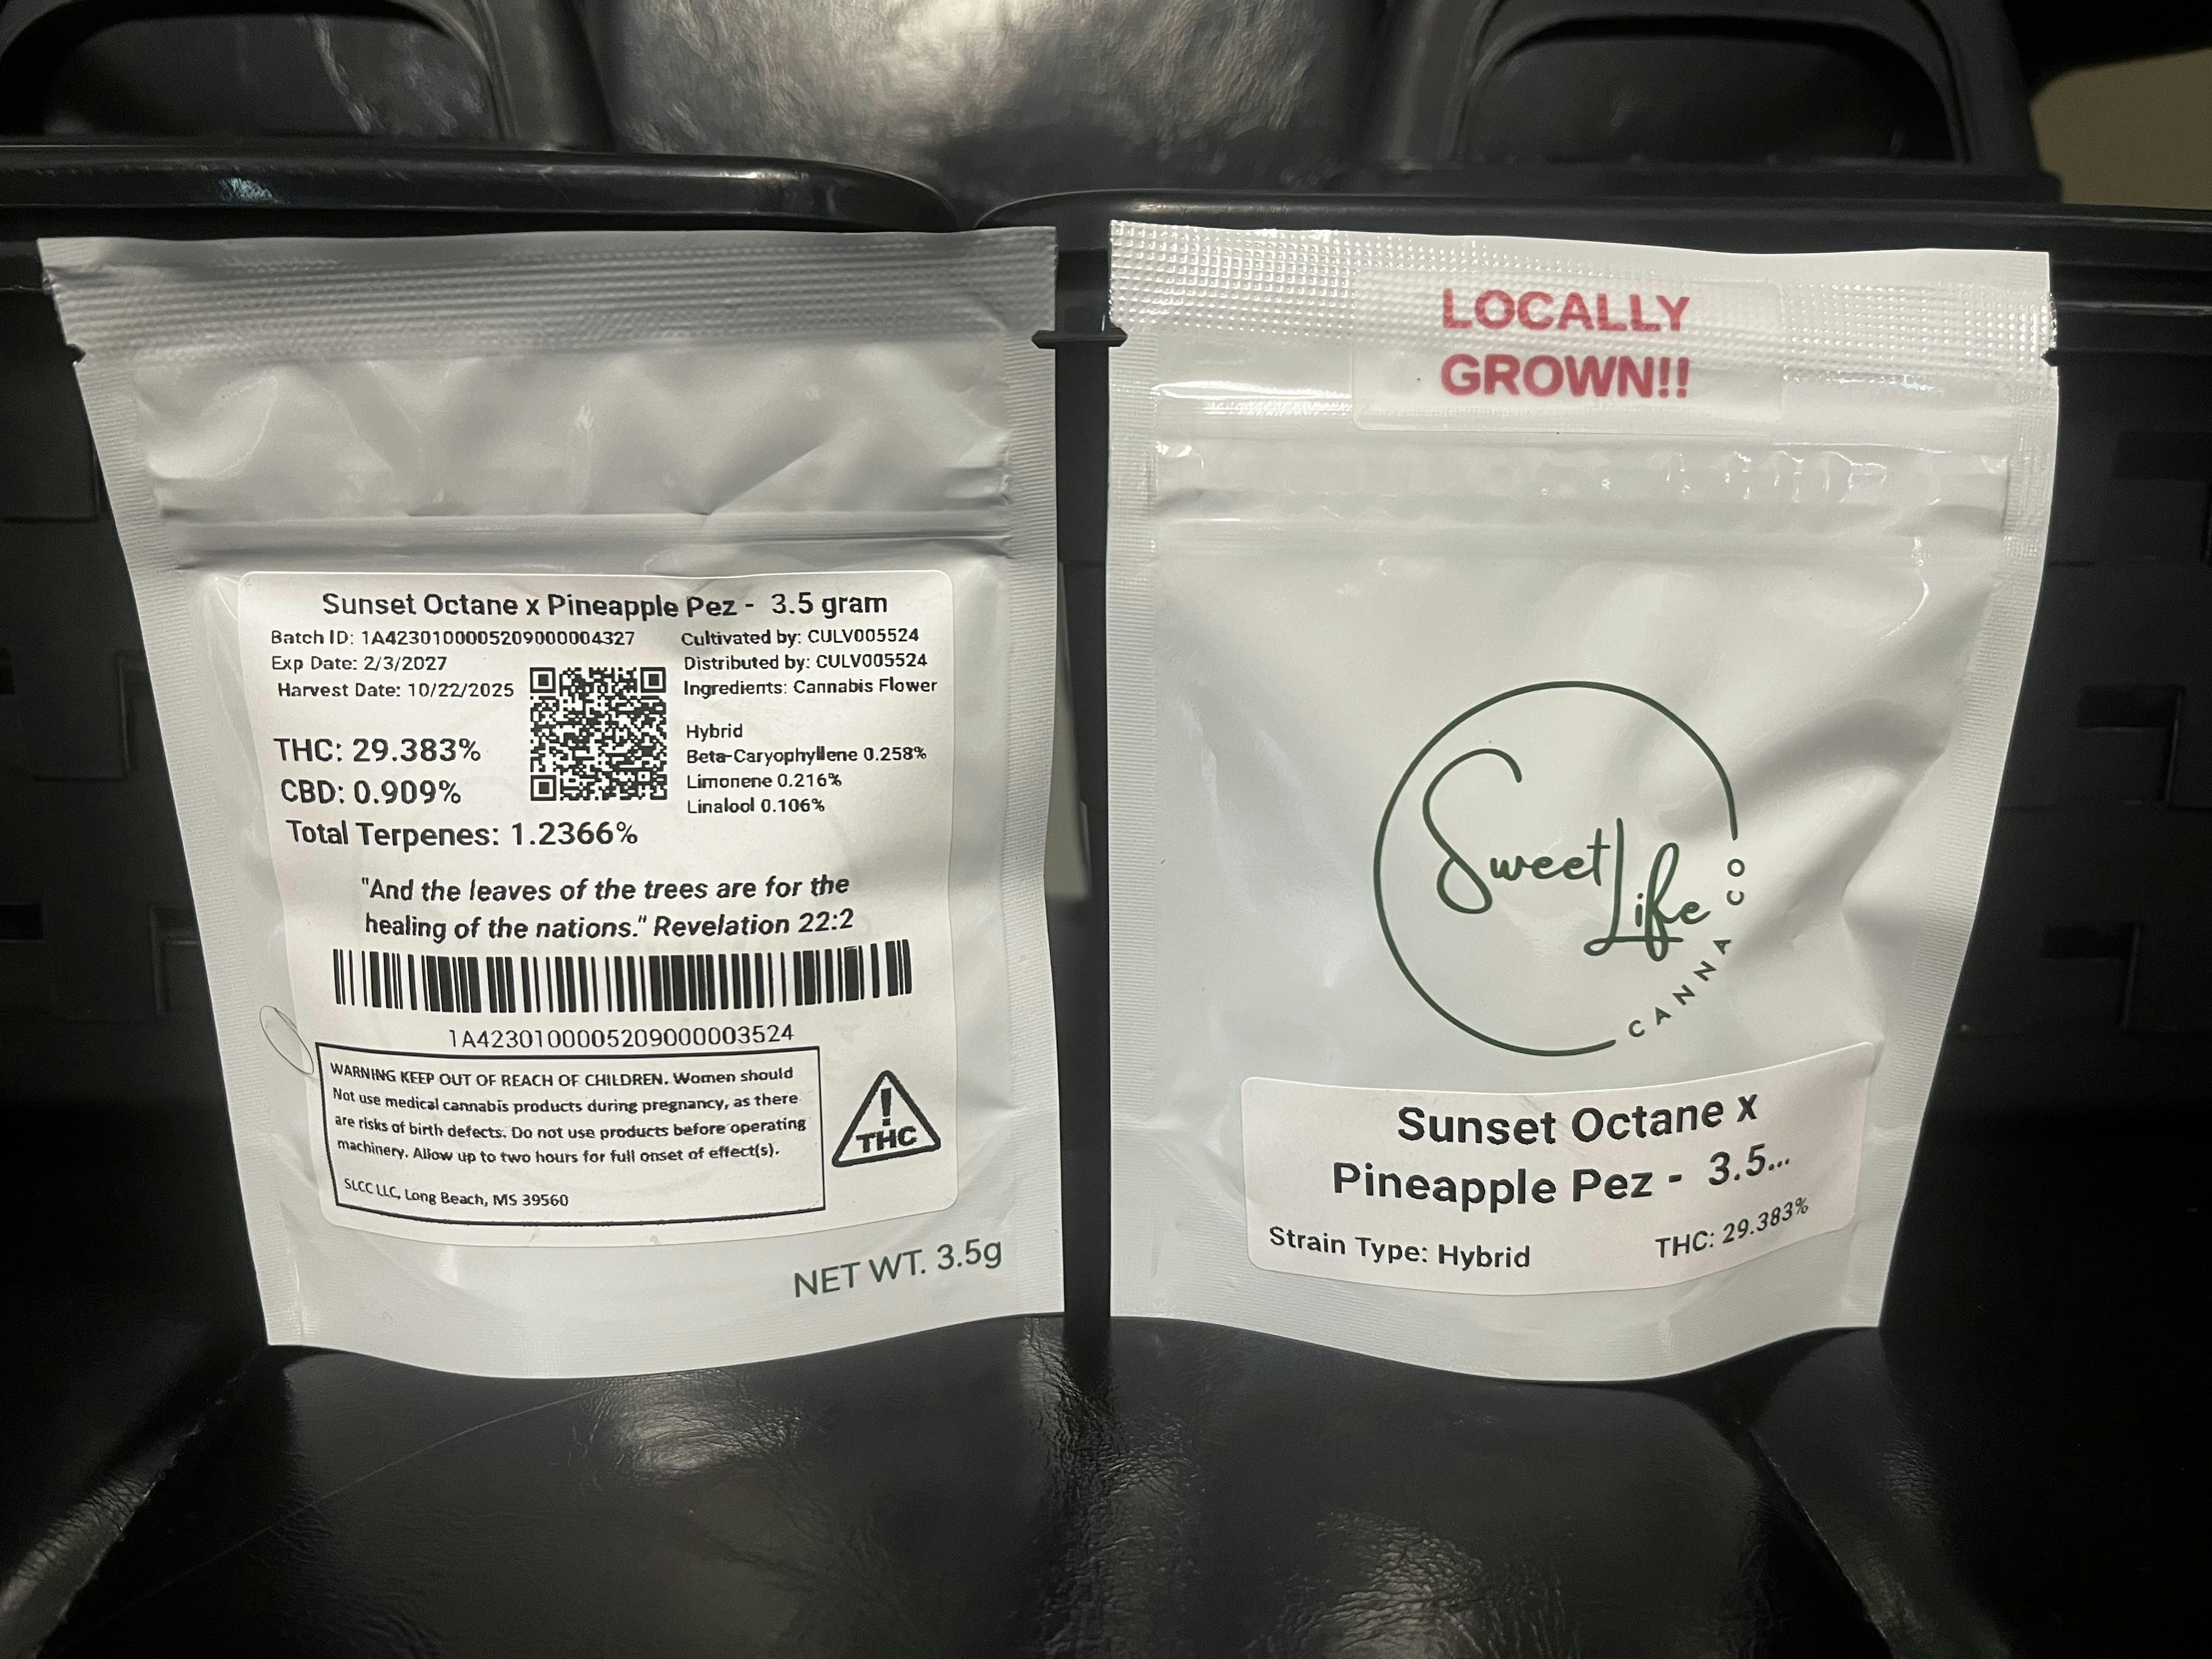 Sunset Octane x Pineapple Pez - 3.5 gram
Batch ID: 1A4230100005209000004327
Exp Date: 2/3/2027
Harvest Date: 10/22/2025
Cultivated by: CULV005524
Distributed by: CULV005524
Ingredients: Cannabis Flower
THC: 29.383%
CBD: 0.909%
Total Terpenes: 1.2366%
Hybrid
Beta-Caryophyllene 0.258%
Limonene 0.216%
Linalool 0.106%
"And the leaves of the trees are for the
healing of the nations." Revelation 22:2
1A4230100005209000003524
WARNING KEEP OUT OF REACH OF CHILDREN. Women should
Not use medical cannabis products during pregnancy, as there
are risks of birth defects. Do not use products before operating
machinery. Allow up to two hours for full onset of effect(s).
SLCC LLC, Long Beach, MS 39560
!
THC
NET WT. 3.5g
LOCALLY
GROWN!!
Sweet
Life
CANNA CO
Sunset Octane x
Pineapple Pez - 3.5...
Strain Type: Hybrid
THC: 29.383%